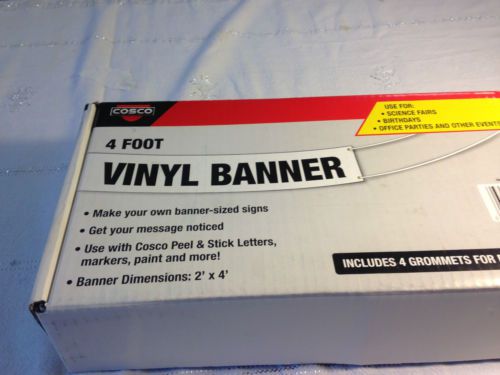 COSCO
USE FOR:
• SCIENCE FAIRS
• BIRTHDAYS
• OFFICE PARTIES AND OTHER EVENTS
4 FOOT
VINYL BANNER
• Make your own banner-sized signs
• Get your message noticed
• Use with Cosco Peel & Stick Letters,
markers, paint and more!
• Banner Dimensions: 2' x 4'
INCLUDES 4 GROMMETS FOR